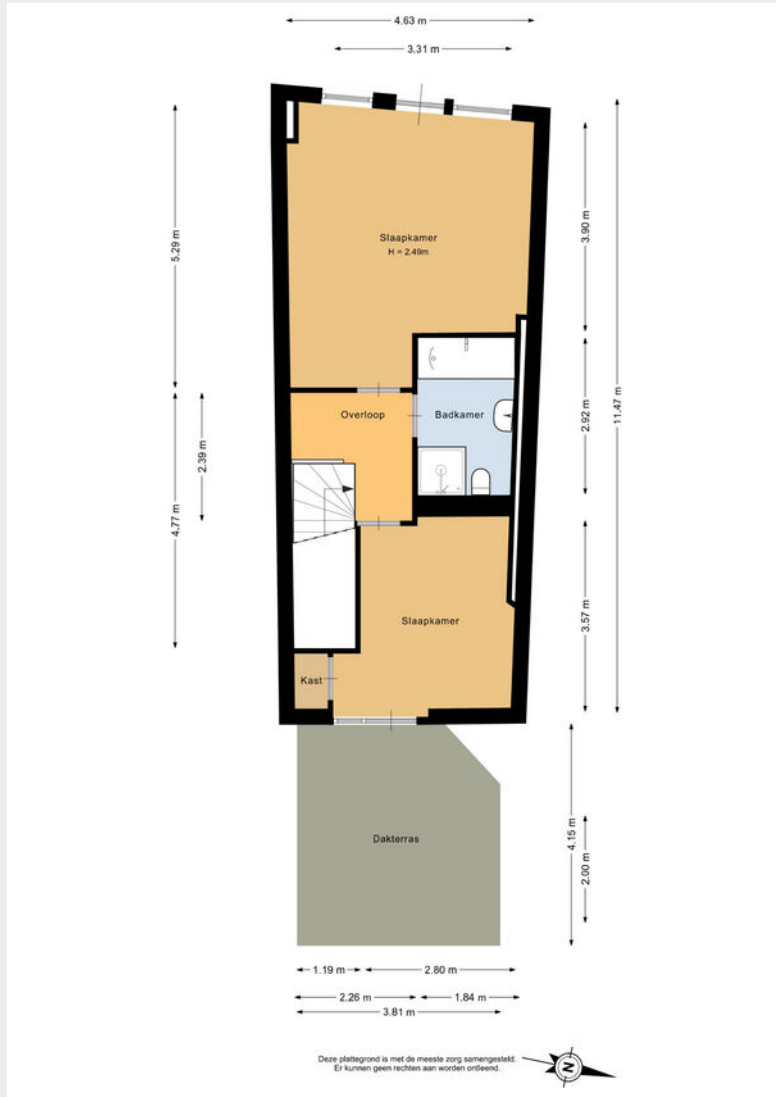 4.63 m
3.31 m
5.29 m
3.90 m
Slaapkamer
H = 2.49m
11.47 m
2.92 m
2.39 m
4.77 m
Overloop
Badkamer
3.57 m
Slaapkamer
Kast
4.15 m
2.00 m
Dakterras
1.19 m
2.80 m
2.26 m
1.84 m
3.81 m
Deze plattegrond is met de meeste zorg samengesteld.
Er kunnen geen rechten aan worden ontleend.
N